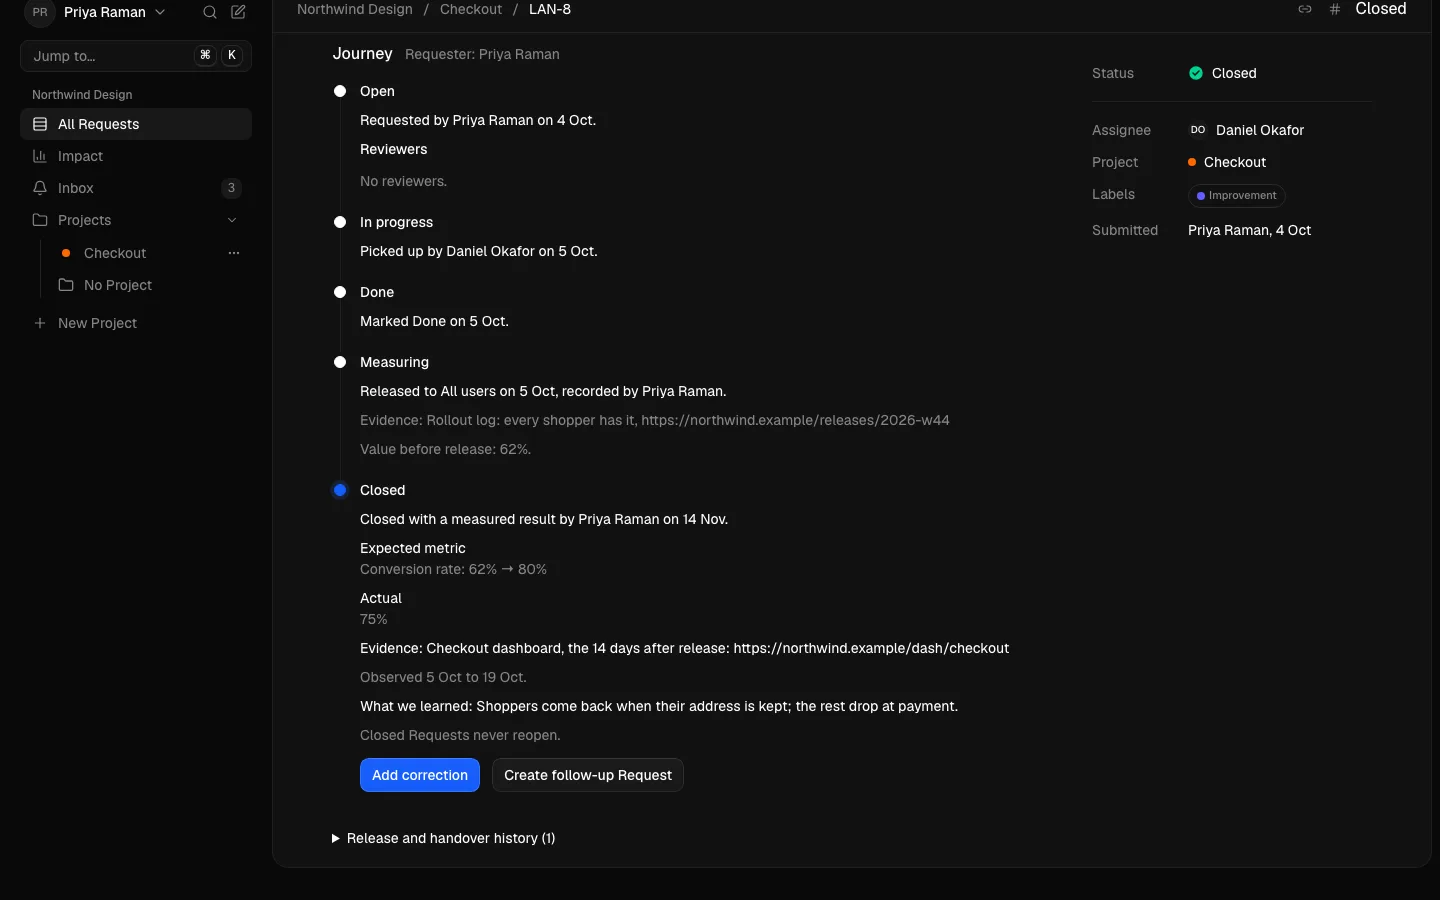 PR Priya Raman
Jump to... ⌘ K
Northwind Design
All Requests
Impact
Inbox 3
Projects
Checkout ...
No Project
+ New Project
Northwind Design / Checkout / LAN-8
# Closed
Journey Requester: Priya Raman
Open
Requested by Priya Raman on 4 Oct.
Reviewers
No reviewers.
In progress
Picked up by Daniel Okafor on 5 Oct.
Done
Marked Done on 5 Oct.
Measuring
Released to All users on 5 Oct, recorded by Priya Raman.
Evidence: Rollout log: every shopper has it, https://northwind.example/releases/2026-w44
Value before release: 62%.
Closed
Closed with a measured result by Priya Raman on 14 Nov.
Expected metric
Conversion rate: 62% → 80%
Actual
75%
Evidence: Checkout dashboard, the 14 days after release: https://northwind.example/dash/checkout
Observed 5 Oct to 19 Oct.
What we learned: Shoppers come back when their address is kept; the rest drop at payment.
Closed Requests never reopen.
Add correction
Create follow-up Request
Release and handover history (1)
Status Closed
Assignee DO Daniel Okafor
Project Checkout
Labels Improvement
Submitted Priya Raman, 4 Oct